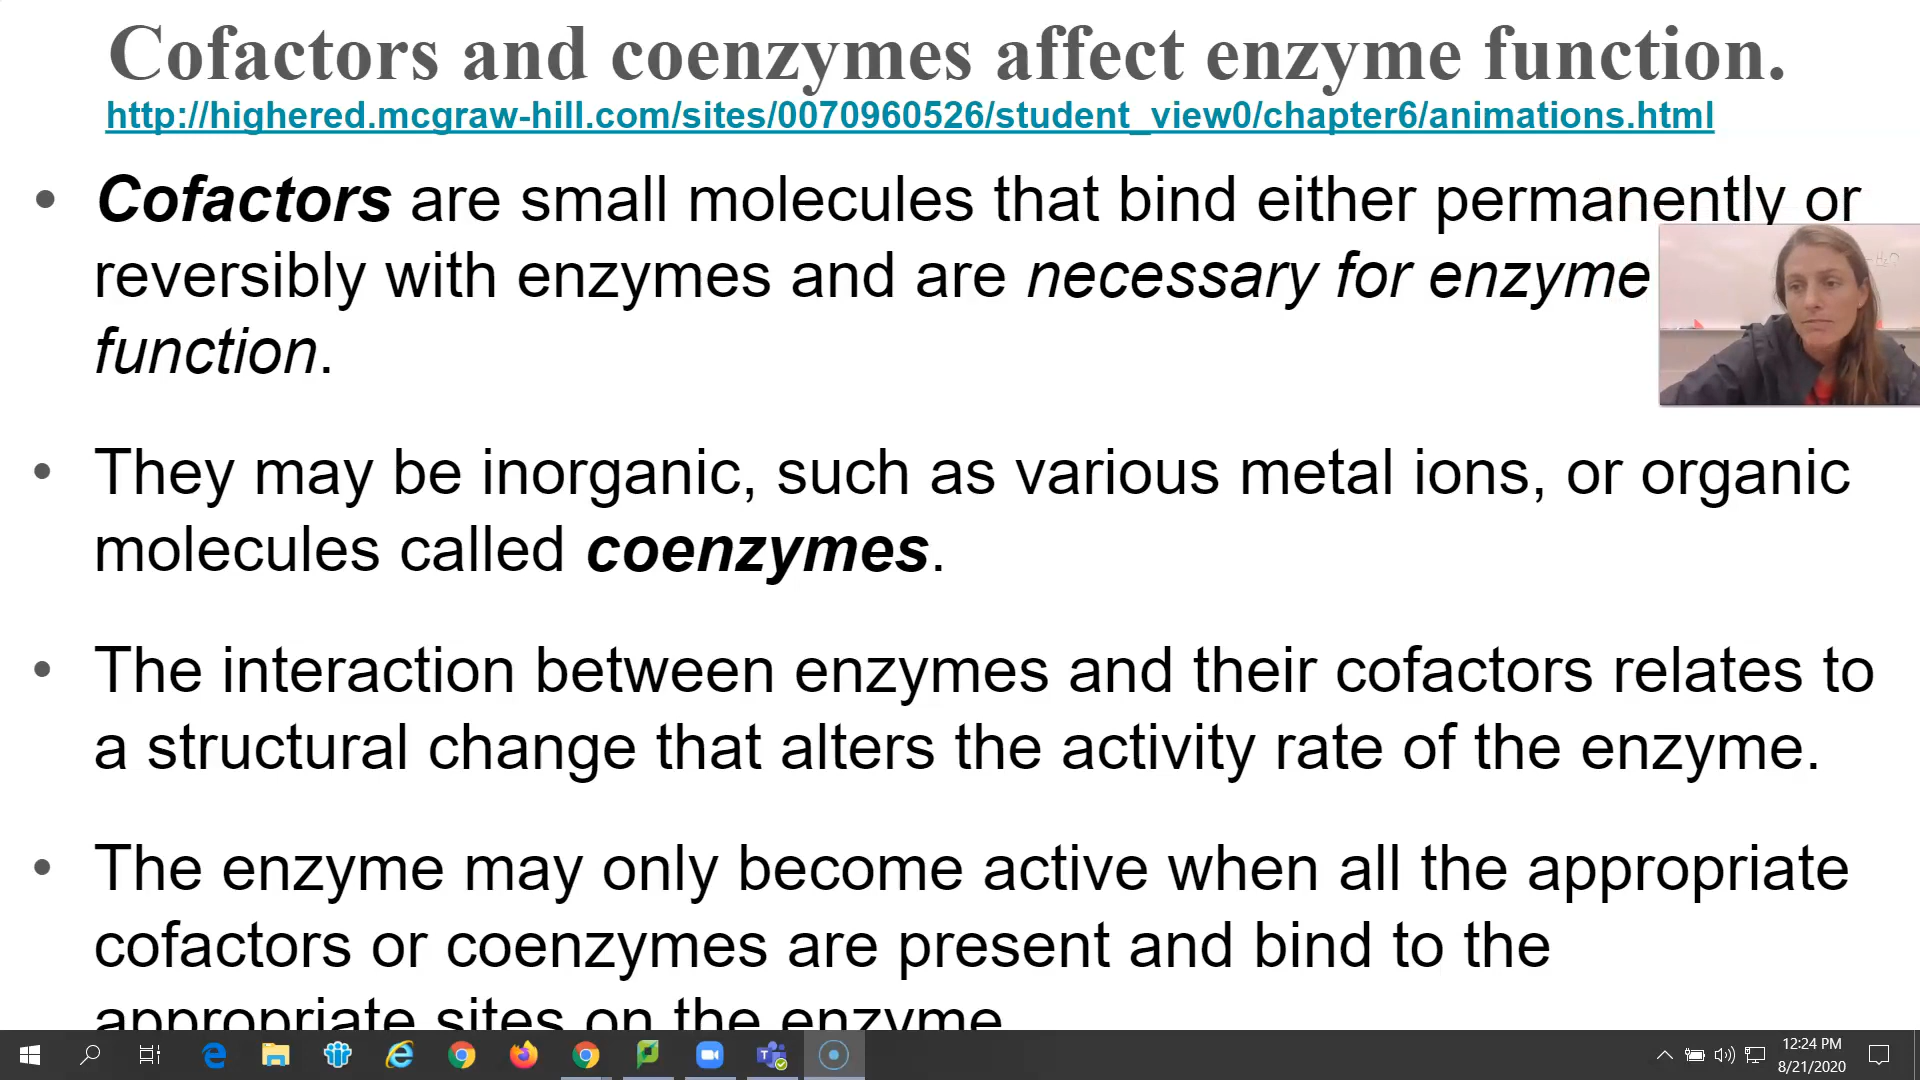 Cofactors and coenzymes affect enzyme function.
http://highered.mcgraw-hill.com/sites/0070960526/student_view0/chapter6/animations.html
• Cofactors are small molecules that bind either permanently or
reversibly with enzymes and are necessary for enzyme
function.
• They may be inorganic, such as various metal ions, or organic
molecules called coenzymes.
• The interaction between enzymes and their cofactors relates to
a structural change that alters the activity rate of the enzyme.
• The enzyme may only become active when all the appropriate
cofactors or coenzymes are present and bind to the
appropriate sites on the enzyme
12:24 PM
8/21/2020